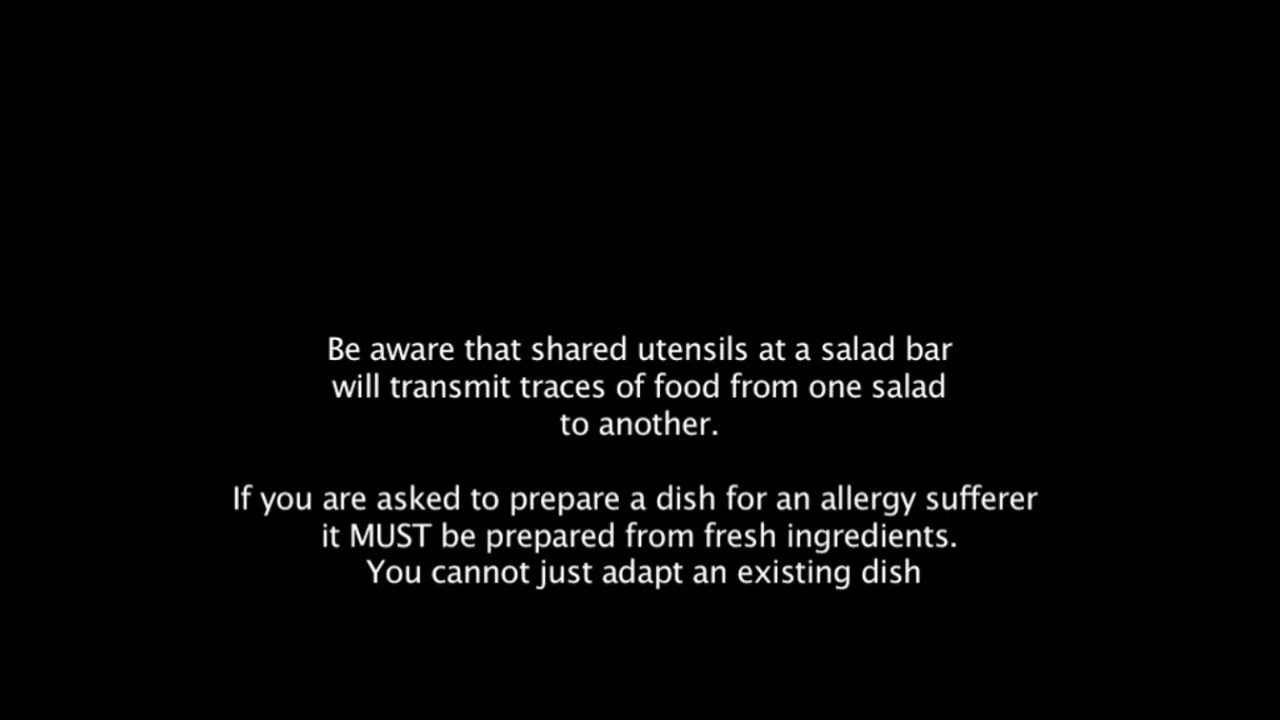 Be aware that shared utensils at a salad bar
will transmit traces of food from one salad
to another.
If you are asked to prepare a dish for an allergy sufferer
it MUST be prepared from fresh ingredients.
You cannot just adapt an existing dish